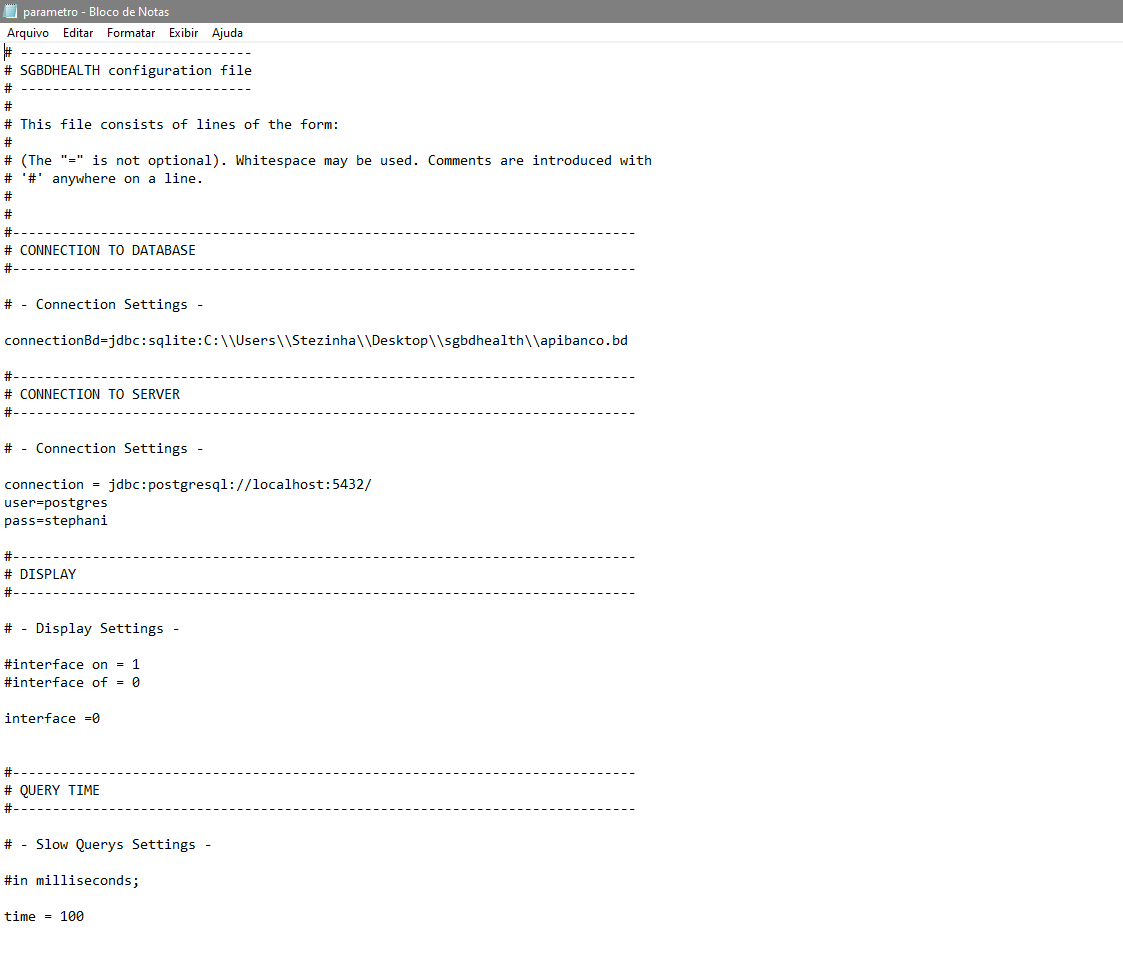 parametro - Bloco de Notas
Arquivo Editar Formatar Exibir Ajuda
# -----------------------------
# SGBDHEALTH configuration file
# -----------------------------
#
# This file consists of lines of the form:
#
# (The "=" is not optional). Whitespace may be used. Comments are introduced with
# '#' anywhere on a line.
#
#
#------------------------------------------------------------------------------
# CONNECTION TO DATABASE
#------------------------------------------------------------------------------
# - Connection Settings -
connectionBd=jdbc:sqlite:C:\\Users\\Stezinha\\Desktop\\sgbdhealth\\apibanco.bd
#------------------------------------------------------------------------------
# CONNECTION TO SERVER
#------------------------------------------------------------------------------
# - Connection Settings -
connection = jdbc:postgresql://localhost:5432/
user=postgres
pass=stephani
#------------------------------------------------------------------------------
# DISPLAY
#------------------------------------------------------------------------------
# - Display Settings -
#interface on = 1
#interface of = 0
interface =0
#------------------------------------------------------------------------------
# QUERY TIME
#------------------------------------------------------------------------------
# - Slow Querys Settings -
#in milliseconds;
time = 100